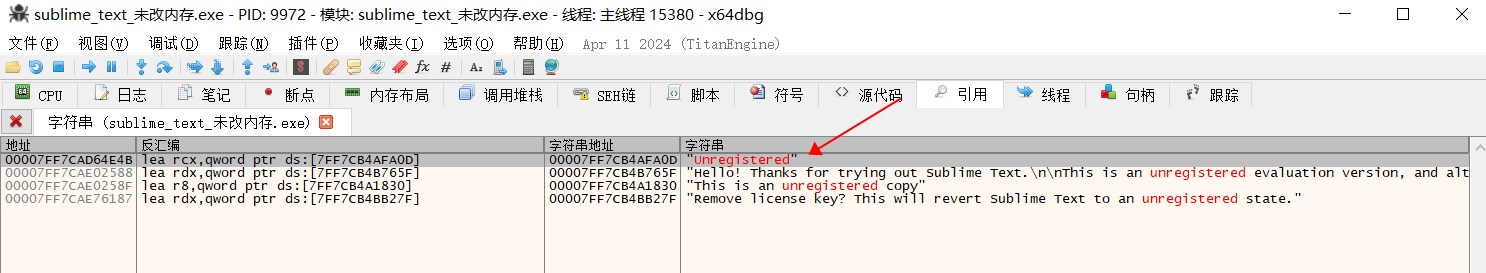 sublime_text_未改内存.exe - PID: 9972 - 模块: sublime_text_未改内存.exe - 线程: 主线程 15380 - x64dbg
文件(F) 视图(V) 调试(D) 跟踪(N) 插件(P) 收藏夹(I) 选项(O) 帮助(H) Apr 11 2024 (TitanEngine)
CPU 日志 笔记 断点 内存布局 调用堆栈 SEH链 脚本 符号 源代码 引用 线程 句柄 跟踪
字符串 (sublime_text_未改内存.exe)
地址 反汇编 字符串地址 字符串
00007FF7CAD64E4B lea rcx,qword ptr ds:[7FF7CB4AFA0D] 00007FF7CB4AFA0D "Unregistered"
00007FF7CAE02588 lea rdx,qword ptr ds:[7FF7CB4B765F] 00007FF7CB4B765F "Hello! Thanks for trying out Sublime Text.\n\nThis is an unregistered evaluation version, and alt
00007FF7CAE0258F lea r8,qword ptr ds:[7FF7CB4A1830] 00007FF7CB4A1830 "This is an unregistered copy"
00007FF7CAE76187 lea rdx,qword ptr ds:[7FF7CB4BB27F] 00007FF7CB4BB27F "Remove license key? This will revert Sublime Text to an unregistered state."